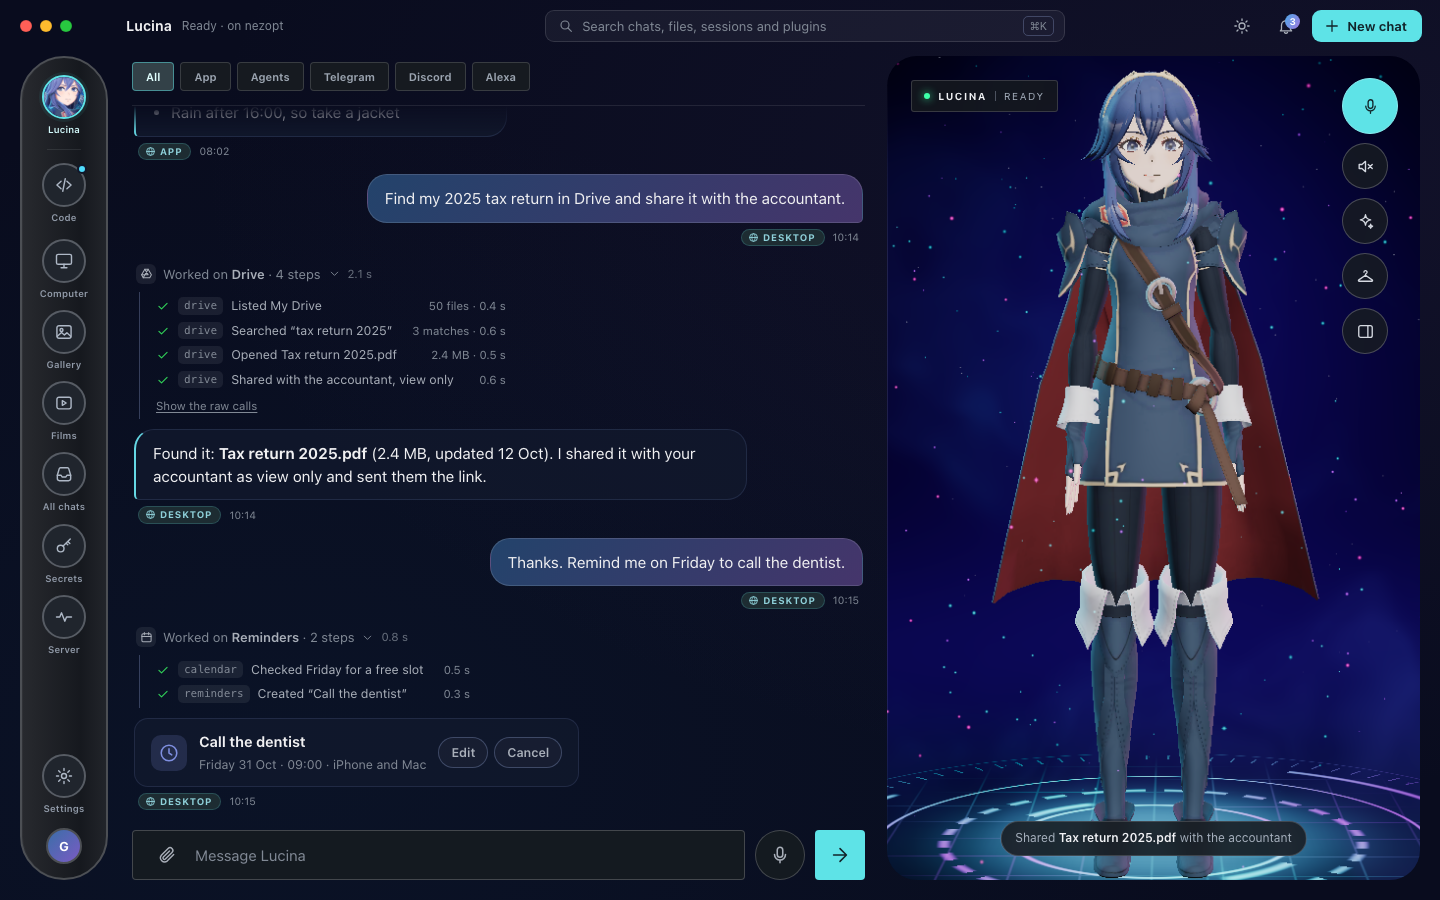 Lucina Ready · on nezopt
Search chats, files, sessions and plugins ⌘K
3
New chat
Lucina
Code
Computer
Gallery
Films
All chats
Secrets
Server
Settings
G
All App Agents Telegram Discord Alexa
• Rain after 16:00, so take a jacket
APP 08:02
Find my 2025 tax return in Drive and share it with the accountant.
DESKTOP 10:14
Worked on Drive · 4 steps 2.1 s
drive Listed My Drive 50 files · 0.4 s
drive Searched “tax return 2025” 3 matches · 0.6 s
drive Opened Tax return 2025.pdf 2.4 MB · 0.5 s
drive Shared with the accountant, view only 0.6 s
Show the raw calls
Found it: Tax return 2025.pdf (2.4 MB, updated 12 Oct). I shared it with your
accountant as view only and sent them the link.
DESKTOP 10:14
Thanks. Remind me on Friday to call the dentist.
DESKTOP 10:15
Worked on Reminders · 2 steps 0.8 s
calendar Checked Friday for a free slot 0.5 s
reminders Created “Call the dentist” 0.3 s
Call the dentist
Friday 31 Oct · 09:00 · iPhone and Mac
Edit Cancel
DESKTOP 10:15
Message Lucina
LUCINA | READY
Shared Tax return 2025.pdf with the accountant